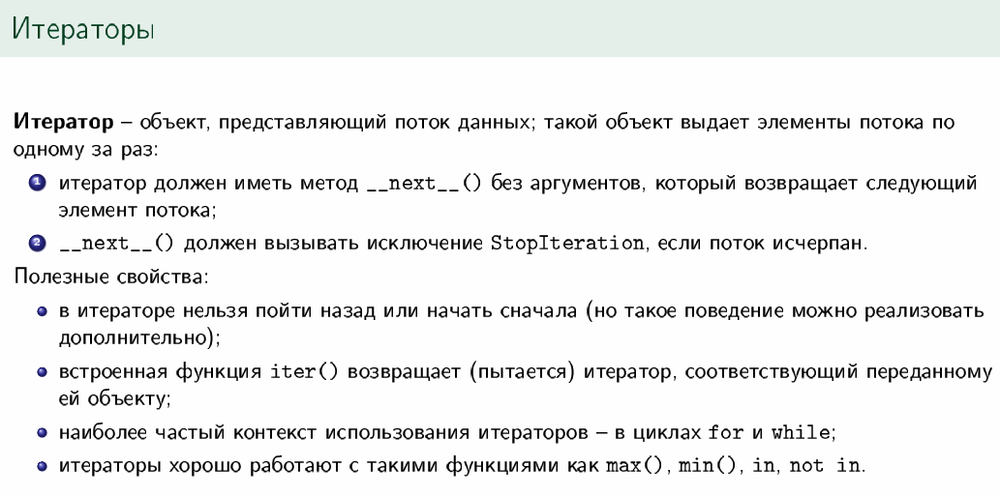 Итераторы
Итератор – объект, представляющий поток данных; такой объект выдает элементы потока по
одному за раз:
1 итератор должен иметь метод __next__() без аргументов, который возвращает следующий
элемент потока;
2 __next__() должен вызывать исключение StopIteration, если поток исчерпан.
Полезные свойства:
• в итераторе нельзя пойти назад или начать сначала (но такое поведение можно реализовать
дополнительно);
• встроенная функция iter() возвращает (пытается) итератор, соответствующий переданному
ей объекту;
• наиболее частый контекст использования итераторов – в циклах for и while;
• итераторы хорошо работают с такими функциями как max(), min(), in, not in.